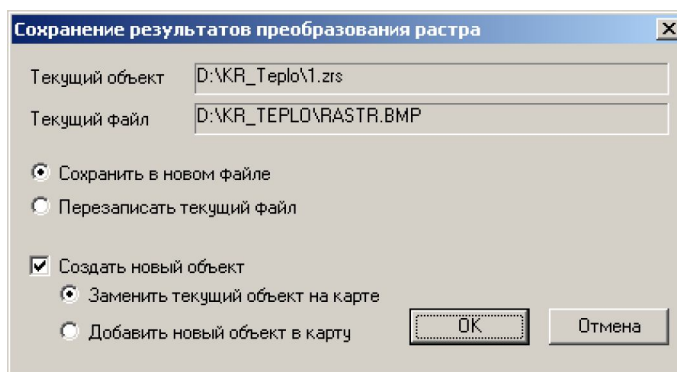 Сохранение результатов преобразования растра
Текущий объект D:\KR_Teplo\1.zrs
Текущий файл D:\KR_TEPLO\RASTR.BMP
Сохранить в новом файле
Перезаписать текущий файл
Создать новый объект
Заменить текущий объект на карте
Добавить новый объект в карту
OK Отмена